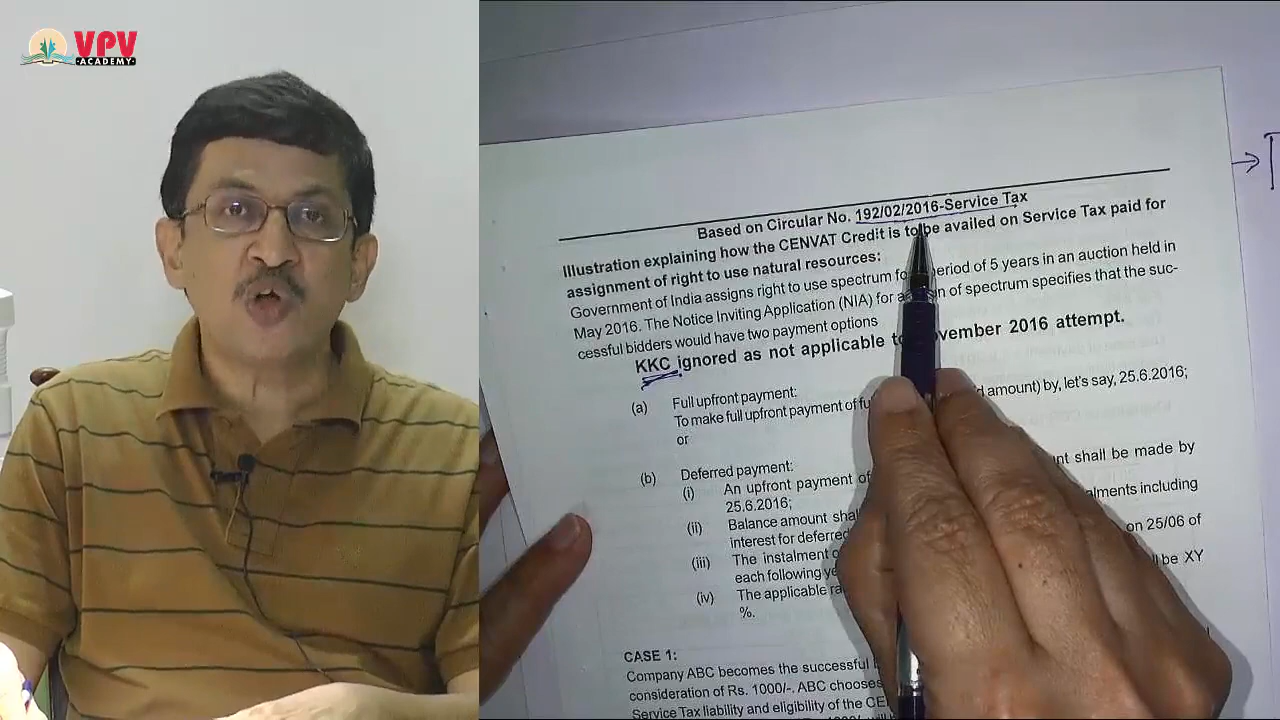 VPV
ACADEMY
Based on Circular No. 192/02/2016-Service Tax
Illustration explaining how the CENVAT Credit is to be availed on Service Tax paid for
assignment of right to use natural resources:
Government of India assigns right to use spectrum for period of 5 years in an auction held in
May 2016. The Notice Inviting Application (NIA) for of spectrum specifies that the suc-
cessful bidders would have two payment options
KKC ignored as not applicable to November 2016 attempt.
(a) Full upfront payment:
To make full upfront payment of amount) by, let's say, 25.6.2016;
or
(b) Deferred payment:
(i) An upfront payment of shall be made by
25.6.2016;
(ii) Balance amount including
interest for deferred
(iii) The instalment on 25/06 of
each following
(iv) The applicable be XY
%.
CASE 1:
Company ABC becomes the successful
consideration of Rs. 1000/-. ABC chooses
Service Tax liability and eligibility of the